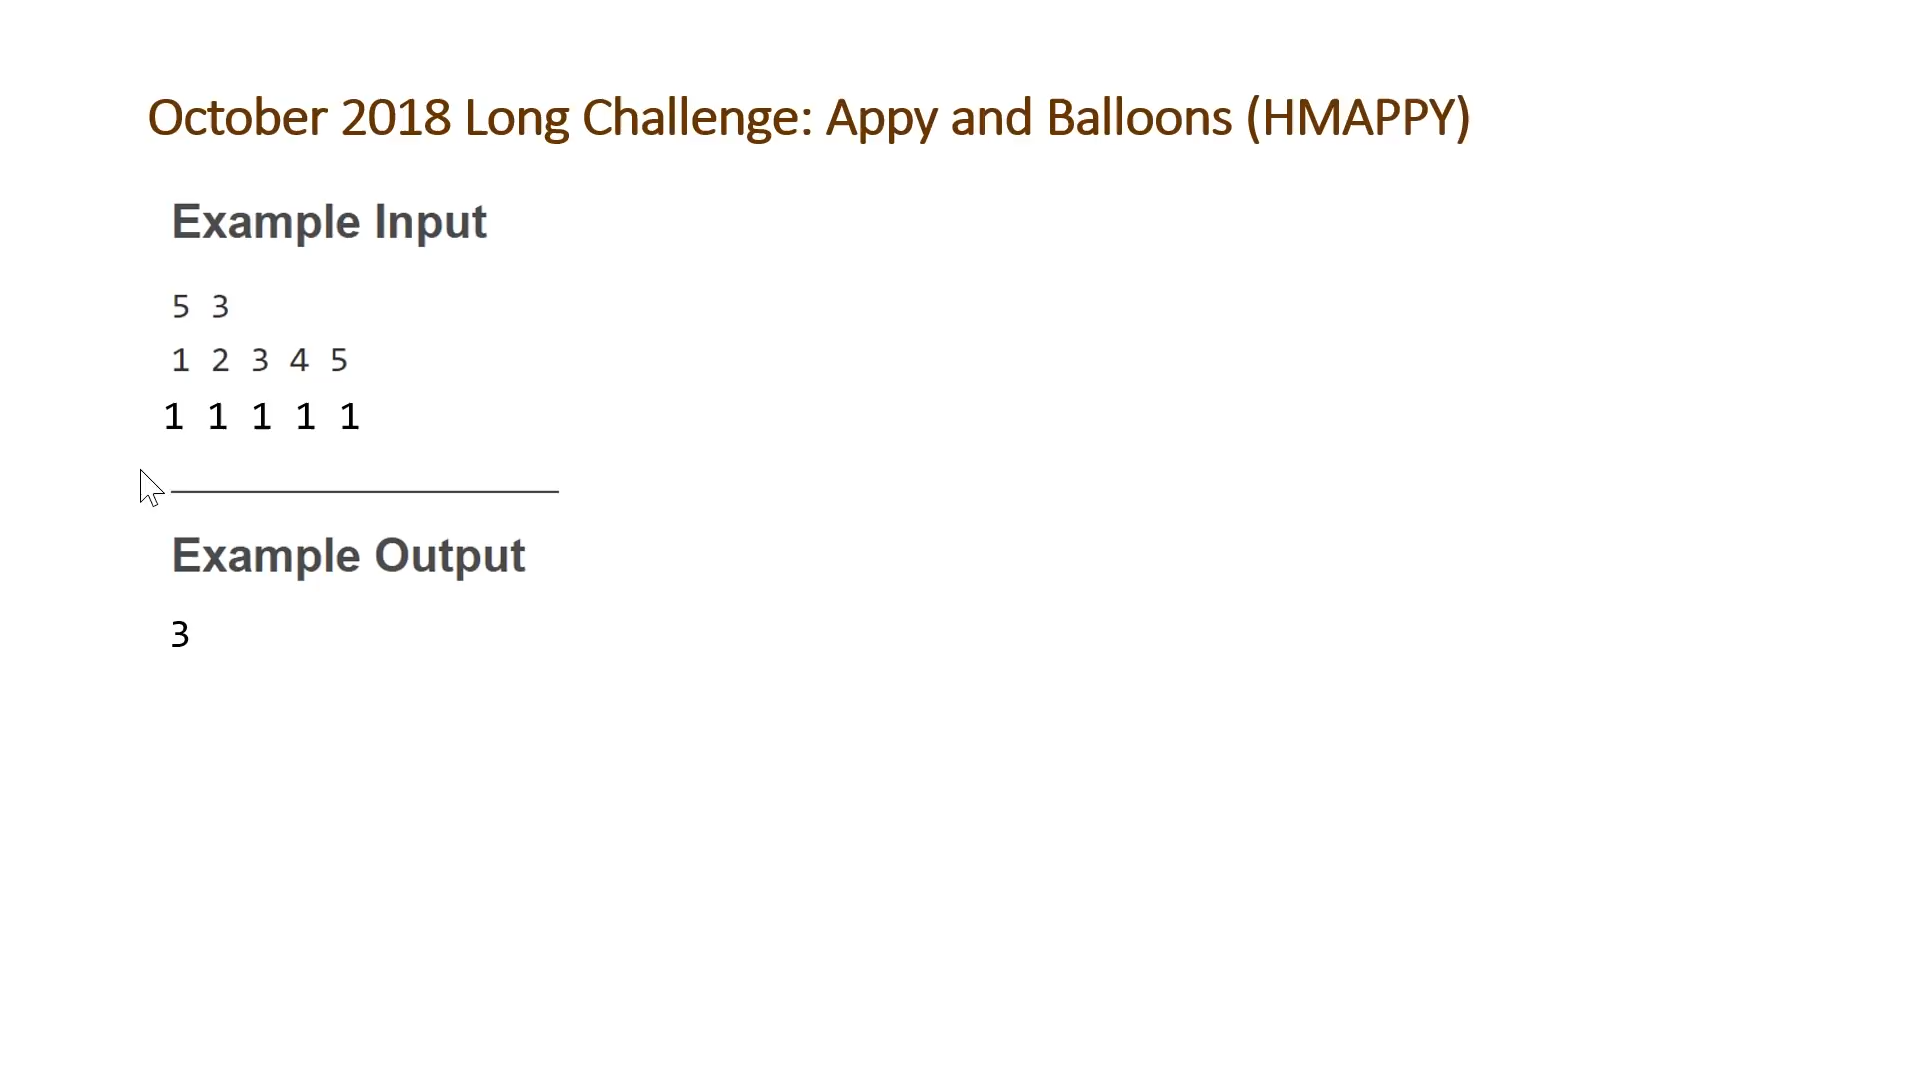 October 2018 Long Challenge: Appy and Balloons (HMAPPY)
Example Input
5 3
1 2 3 4 5
1 1 1 1 1
Example Output
3